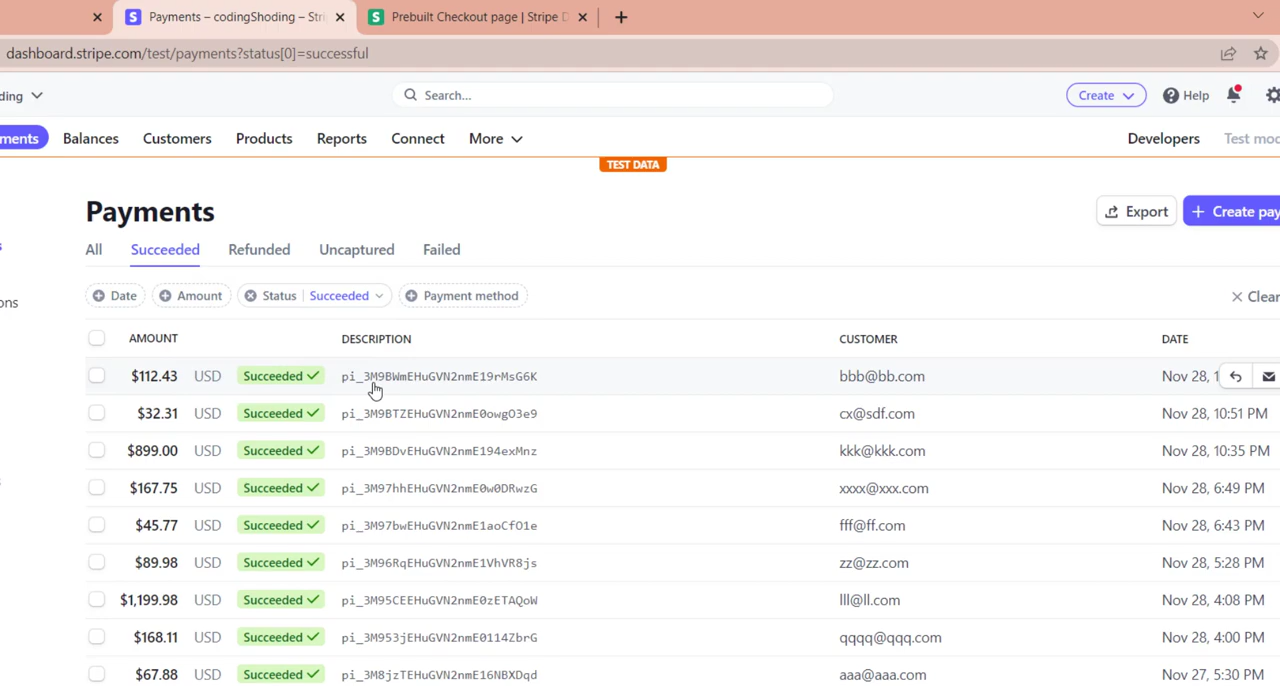 Payments – codingShoding – Stri
Prebuilt Checkout page | Stripe D
dashboard.stripe.com/test/payments?status[0]=successful
ding
Search...
Create
Help
ments
Balances
Customers
Products
Reports
Connect
More
Developers
Test mod
TEST DATA
Payments
Export
Create pay
All
Succeeded
Refunded
Uncaptured
Failed
s
ons
Date
Amount
Status | Succeeded
Payment method
Clear
AMOUNT DESCRIPTION CUSTOMER DATE
$112.43 USD Succeeded pi_3M9BWmEHuGVN2nmE19rMsG6K bbb@bb.com Nov 28, 1
$32.31 USD Succeeded pi_3M9BTZEHuGVN2nmE0owgO3e9 cx@sdf.com Nov 28, 10:51 PM
$899.00 USD Succeeded pi_3M9BDvEHuGVN2nmE194exMnz kkk@kkk.com Nov 28, 10:35 PM
$167.75 USD Succeeded pi_3M97hhEHuGVN2nmE0w0DRwzG xxxx@xxx.com Nov 28, 6:49 PM
$45.77 USD Succeeded pi_3M97bwEHuGVN2nmE1aoCfO1e fff@ff.com Nov 28, 6:43 PM
$89.98 USD Succeeded pi_3M96RqEHuGVN2nmE1VhVR8js zz@zz.com Nov 28, 5:28 PM
$1,199.98 USD Succeeded pi_3M95CEEHuGVN2nmE0zETAQoW lll@ll.com Nov 28, 4:08 PM
$168.11 USD Succeeded pi_3M953jEHuGVN2nmE0114ZbrG qqqq@qqq.com Nov 28, 4:00 PM
$67.88 USD Succeeded pi_3M8jzTEHuGVN2nmE16NBXDqd aaa@aaa.com Nov 27, 5:30 PM